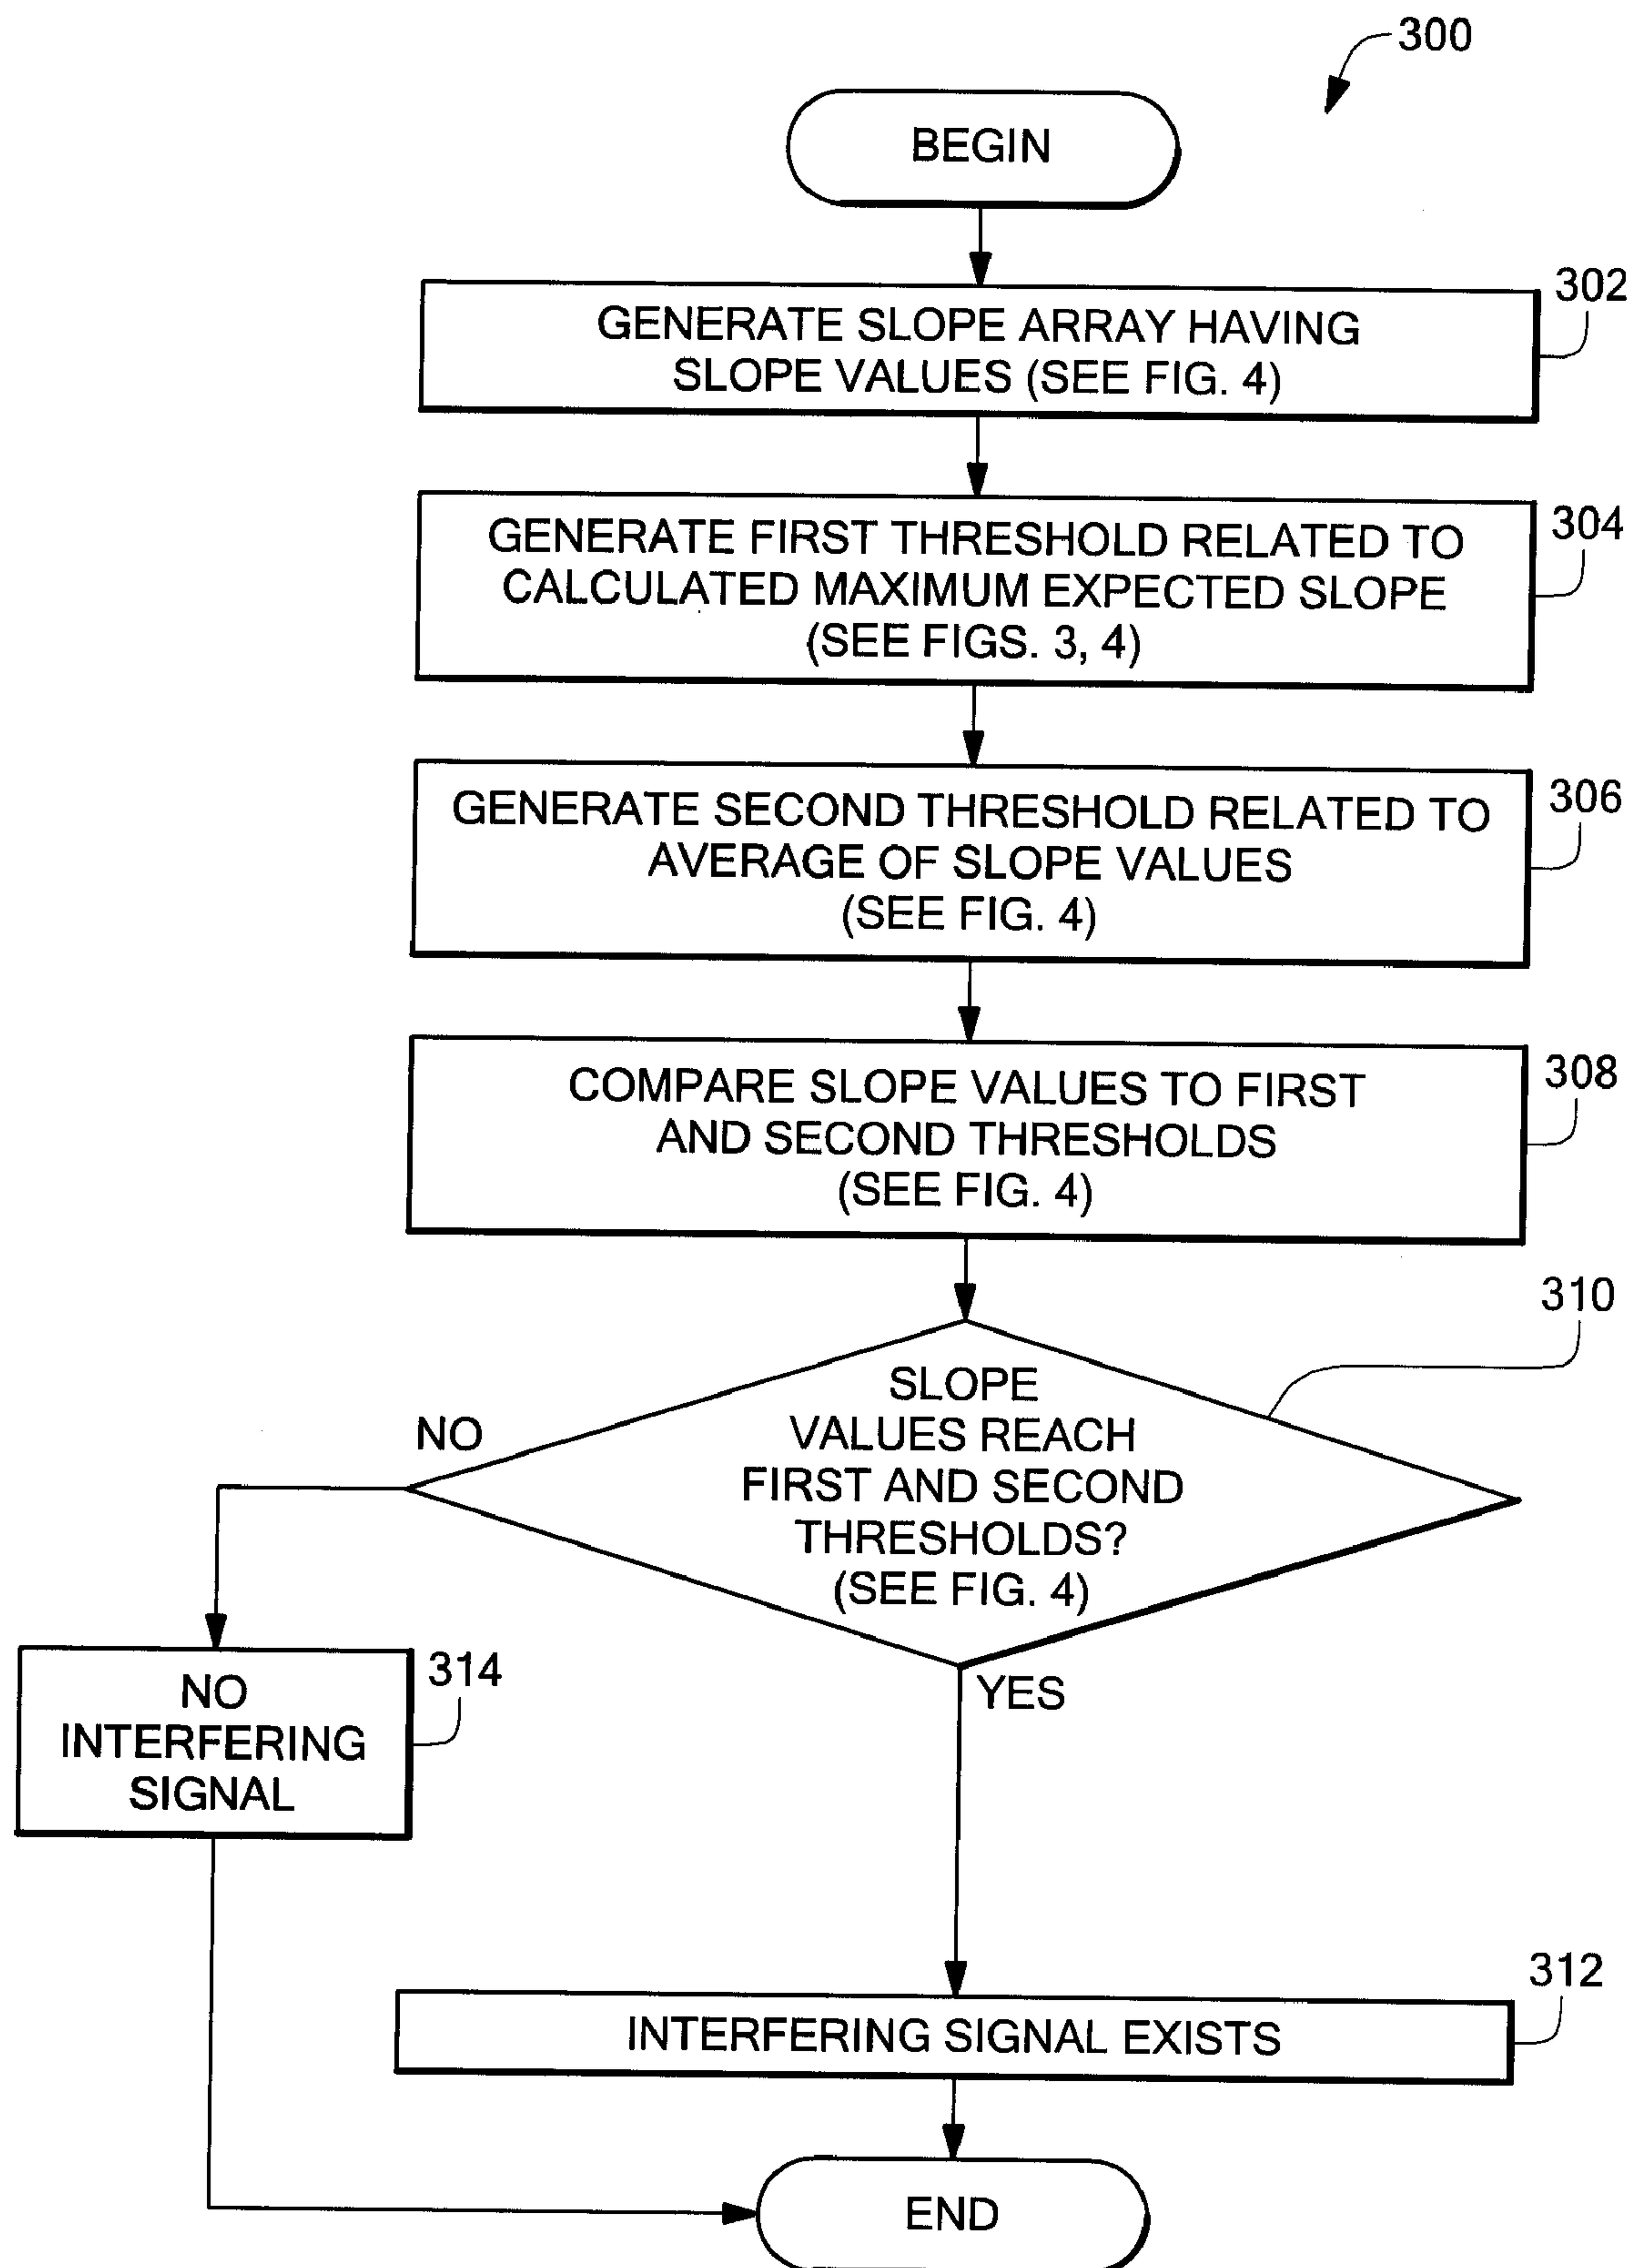 300
BEGIN
302
GENERATE SLOPE ARRAY HAVING
SLOPE VALUES (SEE FIG. 4)
304
GENERATE FIRST THRESHOLD RELATED TO
CALCULATED MAXIMUM EXPECTED SLOPE
(SEE FIGS. 3, 4)
306
GENERATE SECOND THRESHOLD RELATED TO
AVERAGE OF SLOPE VALUES
(SEE FIG. 4)
308
COMPARE SLOPE VALUES TO FIRST
AND SECOND THRESHOLDS
(SEE FIG. 4)
310
SLOPE
VALUES REACH
FIRST AND SECOND
THRESHOLDS?
(SEE FIG. 4)
NO
YES
314
NO
INTERFERING
SIGNAL
312
INTERFERING SIGNAL EXISTS
END